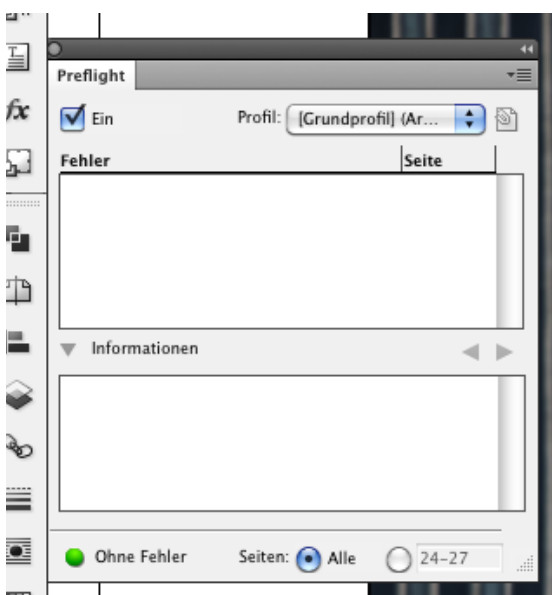 Preflight
Ein Profil: [Grundprofil] (Ar...
Fehler Seite
Informationen
Ohne Fehler Seiten: Alle 24-27